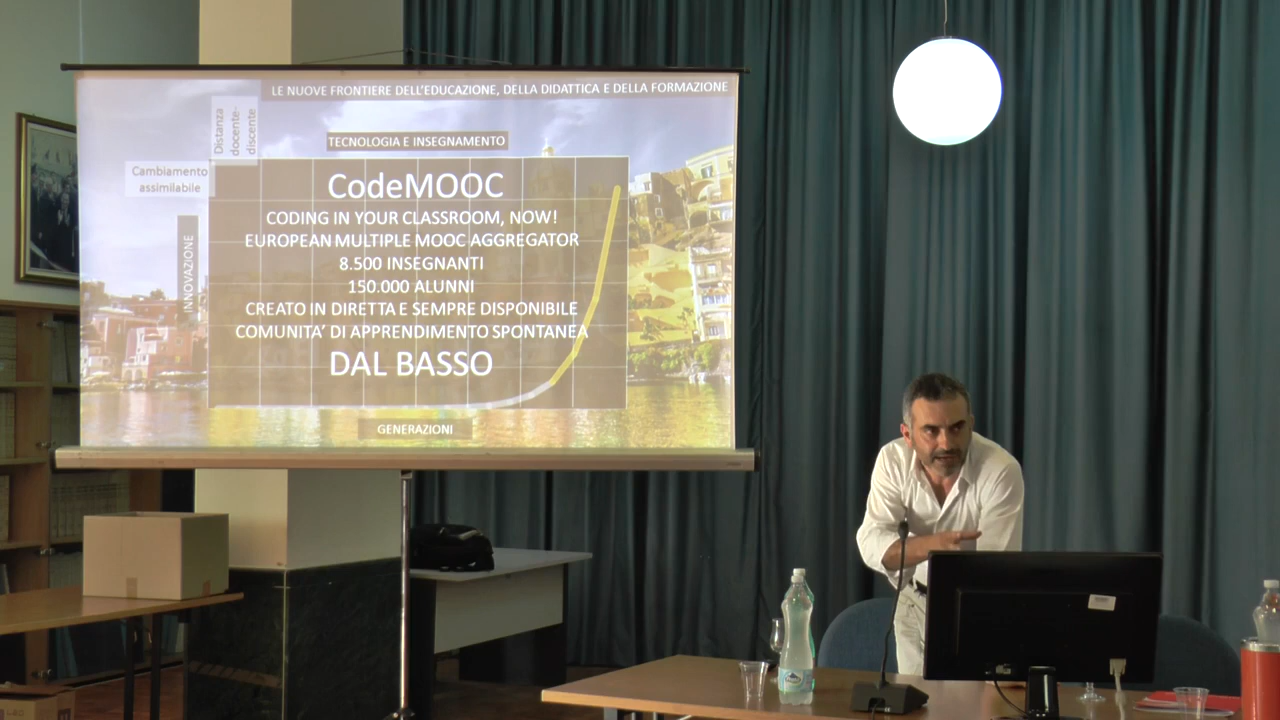 LE NUOVE FRONTIERE DELL'EDUCAZIONE, DELLA DIDATTICA E DELLA FORMAZIONE
Distanza
docente-
discente
TECNOLOGIA E INSEGNAMENTO
Cambiamento
assimilabile
CodeMOOC
CODING IN YOUR CLASSROOM, NOW!
EUROPEAN MULTIPLE MOOC AGGREGATOR
8.500 INSEGNANTI
150.000 ALUNNI
CREATO IN DIRETTA E SEMPRE DISPONIBILE
COMUNITA' DI APPRENDIMENTO SPONTANEA
DAL BASSO
INNOVAZIONE
GENERAZIONI